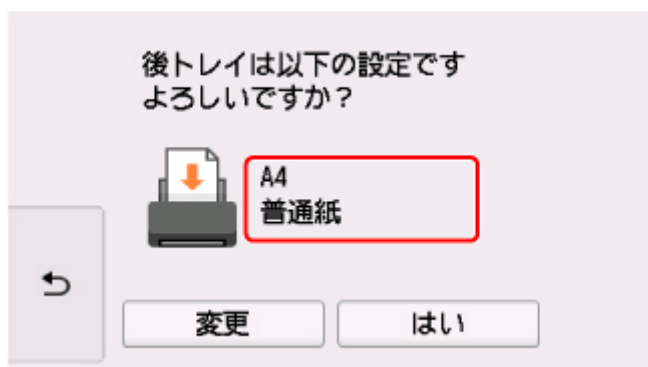 後トレイは以下の設定です
よろしいですか？
A4
普通紙
変更
はい